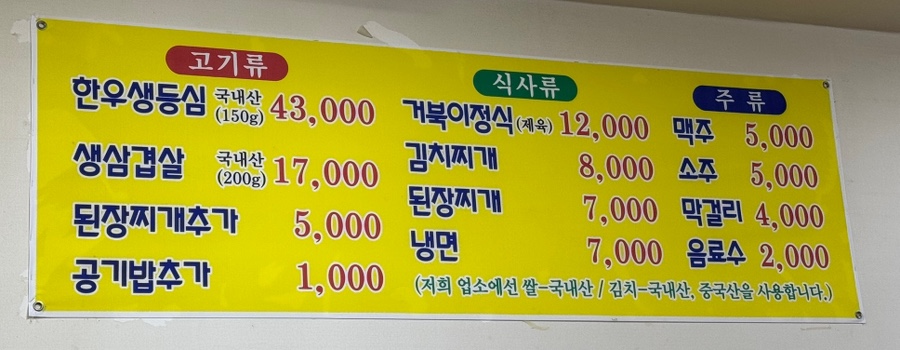 고기류
한우생등심 국내산 (150g) 43,000
생삼겹살 국내산 (200g) 17,000
된장찌개추가 5,000
공기밥추가 1,000
식사류
거북이정식 (제육) 12,000
김치찌개 8,000
된장찌개 7,000
냉면 7,000
(저희 업소에선 쌀-국내산 / 김치-국내산, 중국산을 사용합니다.)
주 류
맥주 5,000
소주 5,000
막걸리 4,000
음료수 2,000